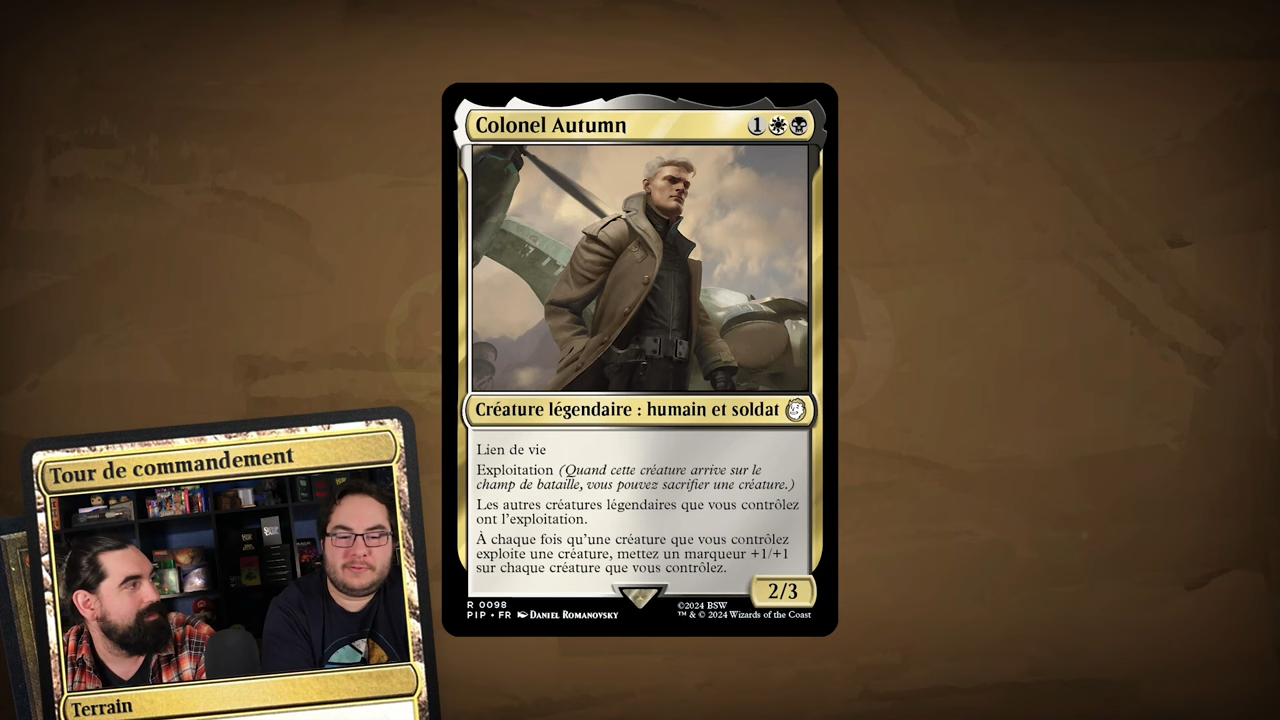 Colonel Autumn
1
Créature légendaire : humain et soldat
Lien de vie
Exploitation (Quand cette créature arrive sur le
champ de bataille, vous pouvez sacrifier une créature.)
Les autres créatures légendaires que vous contrôlez
ont l'exploitation.
À chaque fois qu'une créature que vous contrôlez
exploite une créature, mettez un marqueur +1/+1
sur chaque créature que vous contrôlez.
2/3
R 0098
PIP • FR Daniel Romanovsky
©2024 BSW
™ & © 2024 Wizards of the Coast
Tour de commandement
Terrain